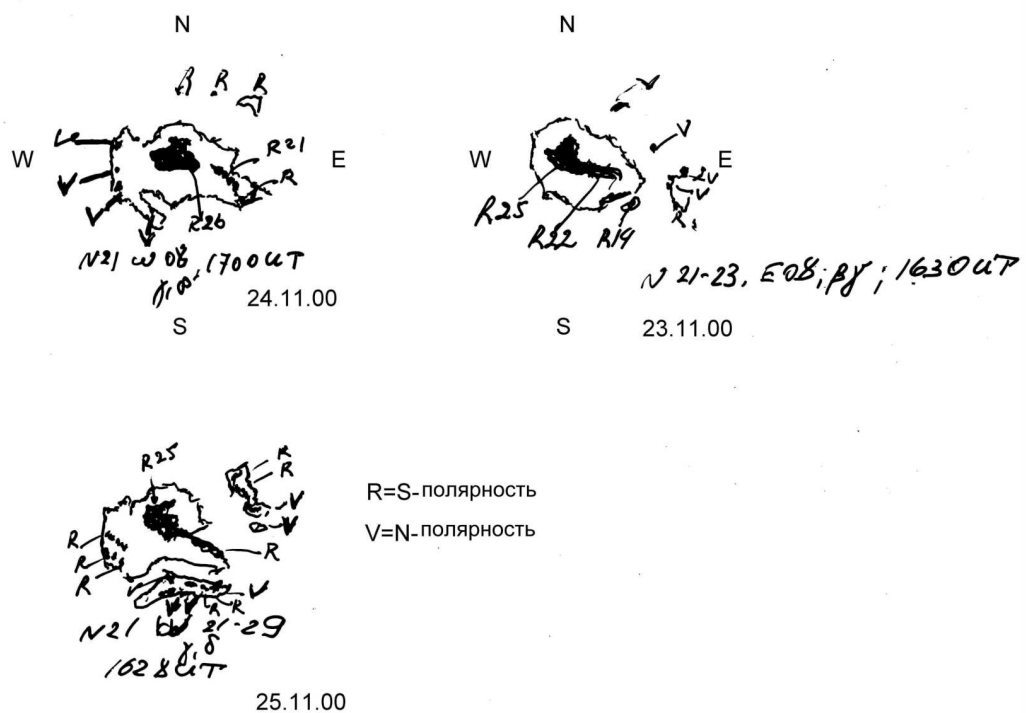 N
N
R R R
R21
V
V
V
R
V
R26
W
E
N21 W08, 1700UT
24.11.00
S
V
V
W
E
V
R25
R22
R19
N 21-23, E08; βγ; 1630UT
S
23.11.00
R25
R
R
V
V
R
R
R
R
V
V
R R
V V
N21 W 21-29
γ, δ
1628UT
25.11.00
R=S-полярность
V=N-полярность